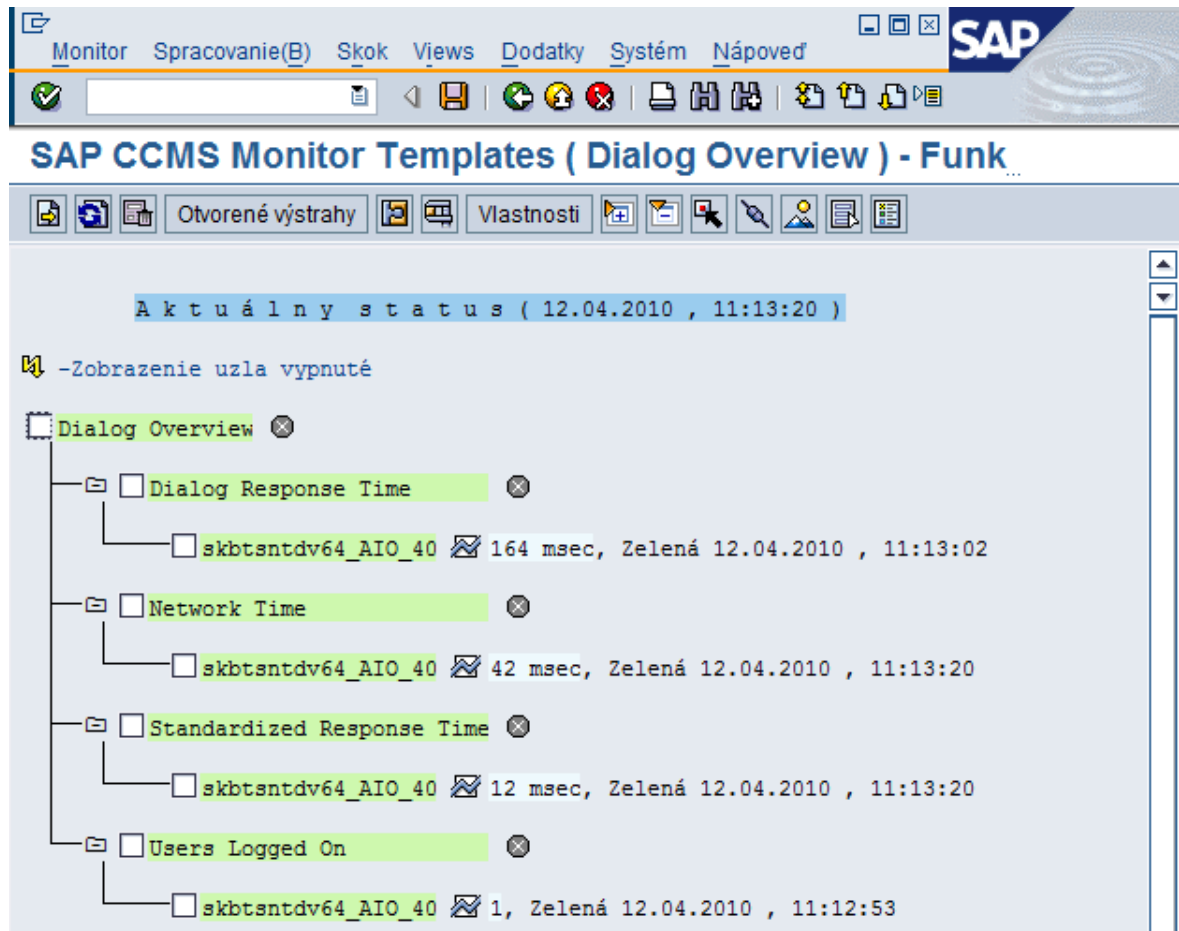 Monitor Spracovanie(B) Skok Views Dodatky Systém Nápoveď
SAP
SAP CCMS Monitor Templates ( Dialog Overview ) - Funk...
Otvorené výstrahy Vlastnosti
A k t u á l n y s t a t u s ( 12.04.2010 , 11:13:20 )
-Zobrazenie uzla vypnuté
Dialog Overview
Dialog Response Time
skbtsntdv64_AIO_40 164 msec, Zelená 12.04.2010 , 11:13:02
Network Time
skbtsntdv64_AIO_40 42 msec, Zelená 12.04.2010 , 11:13:20
Standardized Response Time
skbtsntdv64_AIO_40 12 msec, Zelená 12.04.2010 , 11:13:20
Users Logged On
skbtsntdv64_AIO_40 1, Zelená 12.04.2010 , 11:12:53